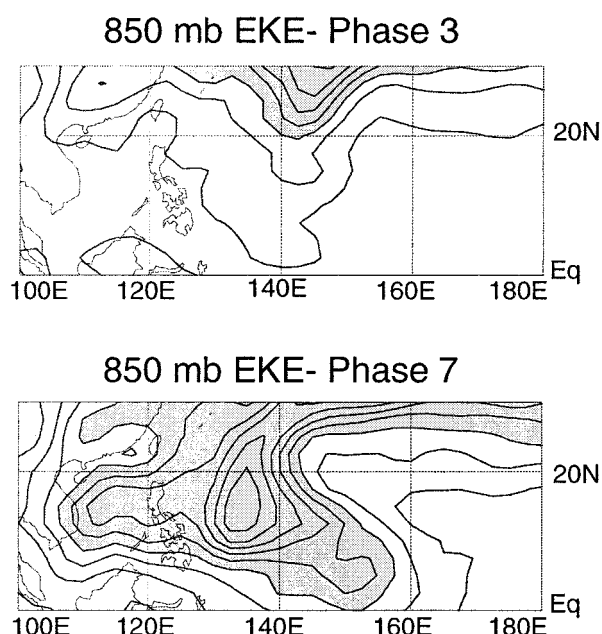 850 mb EKE- Phase 3
20N
Eq
100E 120E 140E 160E 180E
850 mb EKE- Phase 7
20N
Eq
100E 120E 140E 160E 180E